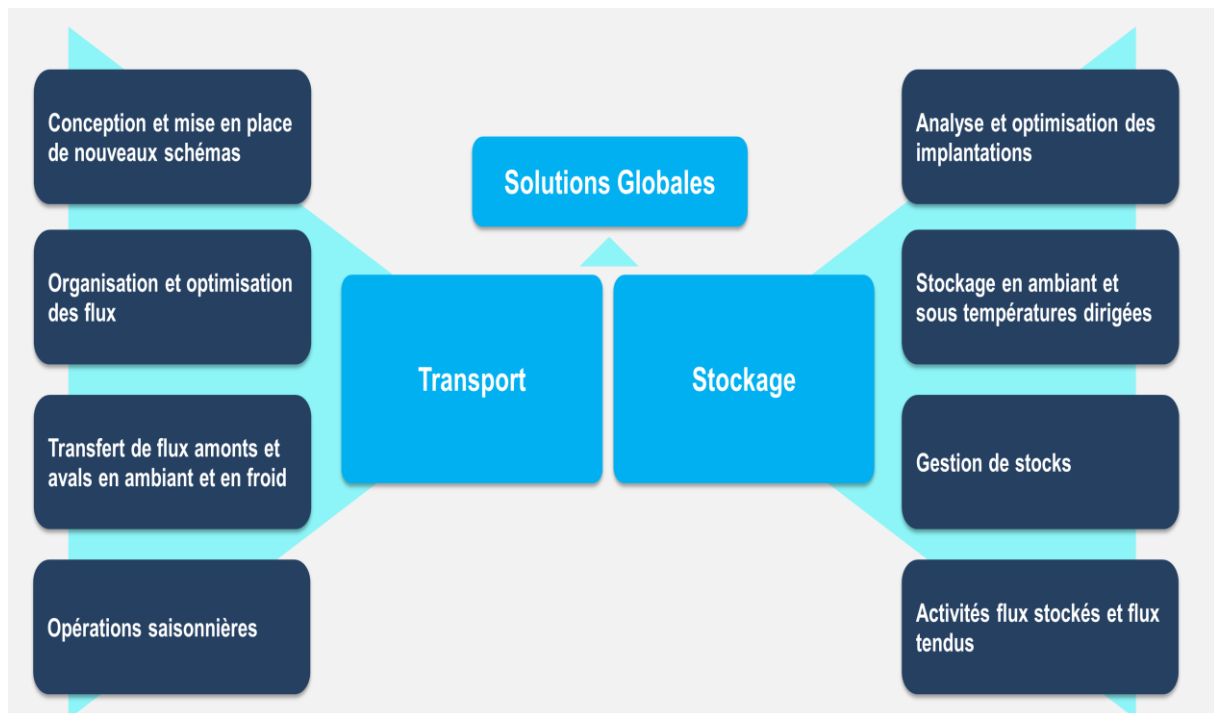 Conception et mise en place
de nouveaux schémas
Organisation et optimisation
des flux
Transfert de flux amonts et
avals en ambiant et en froid
Opérations saisonnières
Solutions Globales
Transport
Stockage
Analyse et optimisation des
implantations
Stockage en ambiant et
sous températures dirigées
Gestion de stocks
Activités flux stockés et flux
tendus